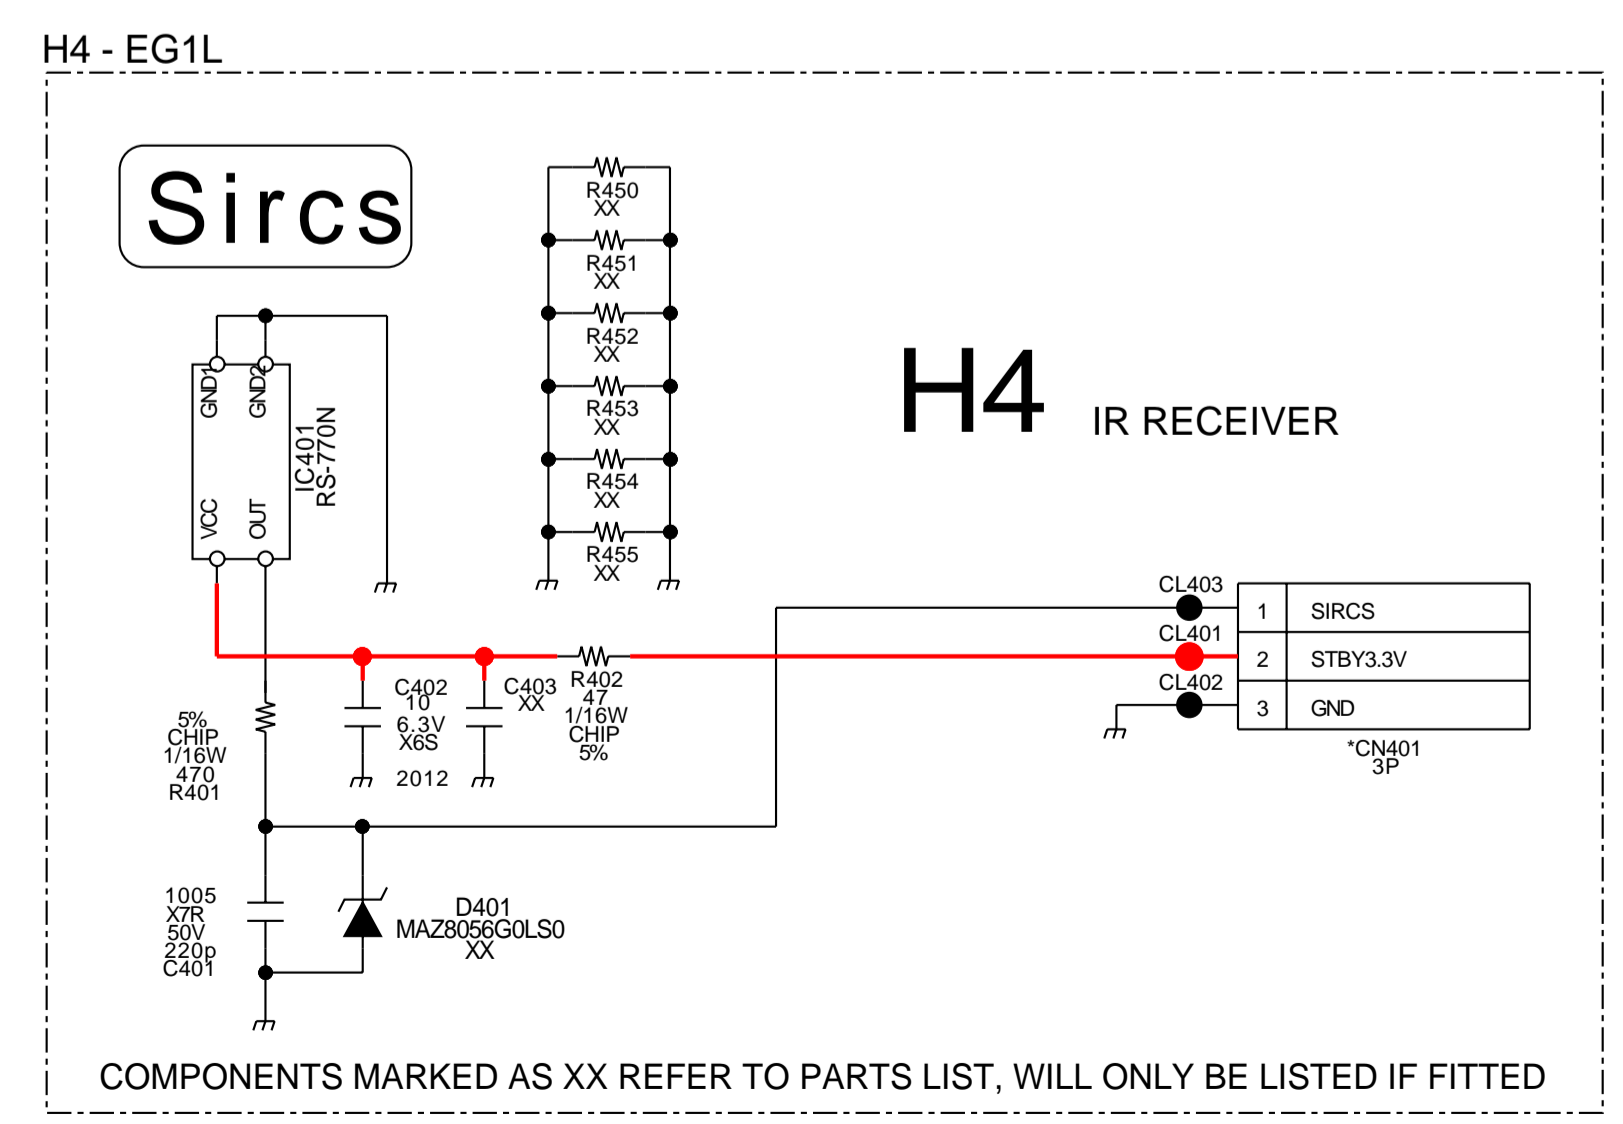 H4 - EG1L
Sircs
R450
XX
R451
XX
R452
XX
R453
XX
R454
XX
R455
XX
GND1
GND2
VCC
OUT
IC401
RS-770N
H4
IR RECEIVER
CL403
1 SIRCS
CL401
2 STBY3.3V
CL402
3 GND
*CN401
3P
C402
10
6.3V
X6S
2012
C403
XX
R402
47
1/16W
CHIP
5%
5%
CHIP
1/16W
470
R401
1005
X7R
50V
220p
C401
D401
MAZ8056G0LS0
XX
COMPONENTS MARKED AS XX REFER TO PARTS LIST, WILL ONLY BE LISTED IF FITTED